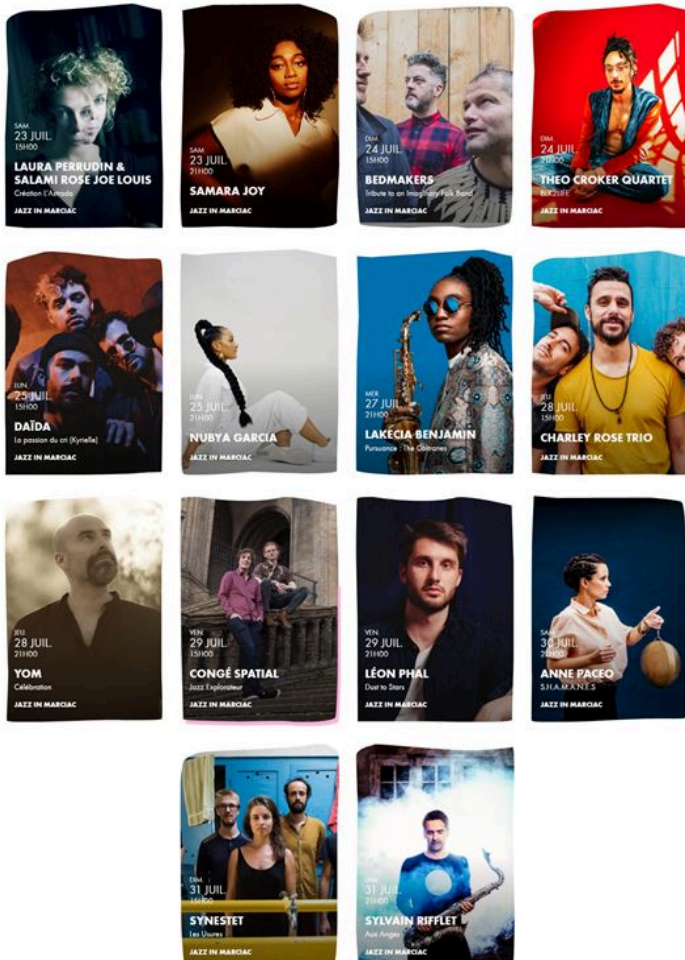 SAM.
23 JUIL.
15H00
LAURA PERRUDIN &
SALAMI ROSE JOE LOUIS
Création L'Astrada
JAZZ IN MARCIAC
SAM.
23 JUIL.
21H00
SAMARA JOY
JAZZ IN MARCIAC
DIM.
24 JUIL.
15H00
BEDMAKERS
Tribute to an Imaginary Folk Band
JAZZ IN MARCIAC
DIM.
24 JUIL.
21H00
THEO CROKER QUARTET
BLK2LIFE
JAZZ IN MARCIAC
LUN.
25 JUIL.
15H00
DAÏDA
La passion du cri (Kyrielle)
JAZZ IN MARCIAC
LUN.
25 JUIL.
21H00
NUBYA GARCIA
JAZZ IN MARCIAC
MER.
27 JUIL.
21H00
LAKECIA BENJAMIN
Pursuance : The Coltranes
JAZZ IN MARCIAC
JEU.
28 JUIL.
15H00
CHARLEY ROSE TRIO
JAZZ IN MARCIAC
JEU.
28 JUIL.
21H00
YOM
Célébration
JAZZ IN MARCIAC
VEN.
29 JUIL.
15H00
CONGÉ SPATIAL
Jazz Explorateur
JAZZ IN MARCIAC
VEN.
29 JUIL.
21H00
LÉON PHAL
Dust to Stars
JAZZ IN MARCIAC
SAM.
30 JUIL.
21H00
ANNE PACEO
S.H.A.M.A.N.E.S
JAZZ IN MARCIAC
DIM.
31 JUIL.
15H00
SYNESTET
Les Usures
JAZZ IN MARCIAC
DIM.
31 JUIL.
21H00
SYLVAIN RIFFLET
Aux Anges
JAZZ IN MARCIAC